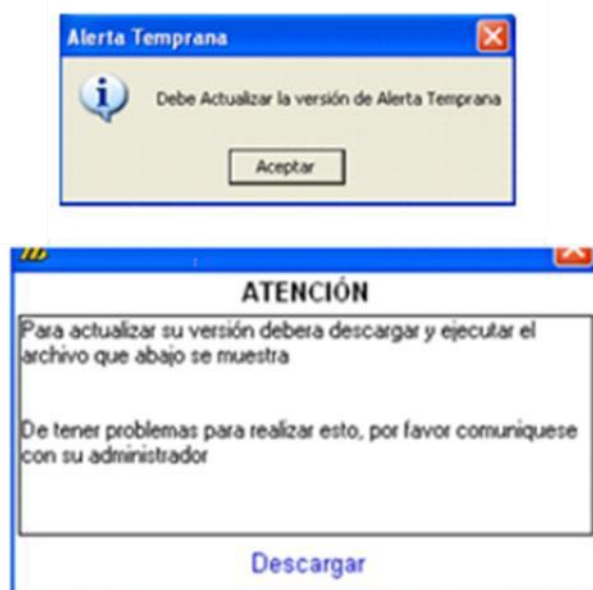 Alerta Temprana
Debe Actualizar la versión de Alerta Temprana
Aceptar
ATENCIÓN
Para actualizar su versión debera descargar y ejecutar el
archivo que abajo se muestra
De tener problemas para realizar esto, por favor comuniquese
con su administrador
Descargar